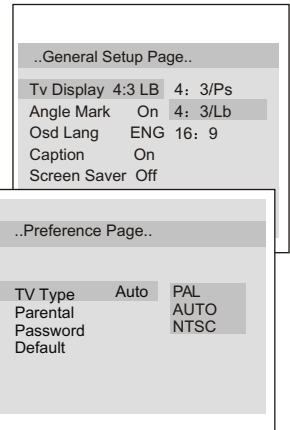 ..General Setup Page..
Tv Display 4:3 LB 4：3/Ps
Angle Mark On 4：3/Lb
Osd Lang ENG 16：9
Caption On
Screen Saver Off
..Preference Page..
TV Type Auto PAL
Parental AUTO
Password NTSC
Default